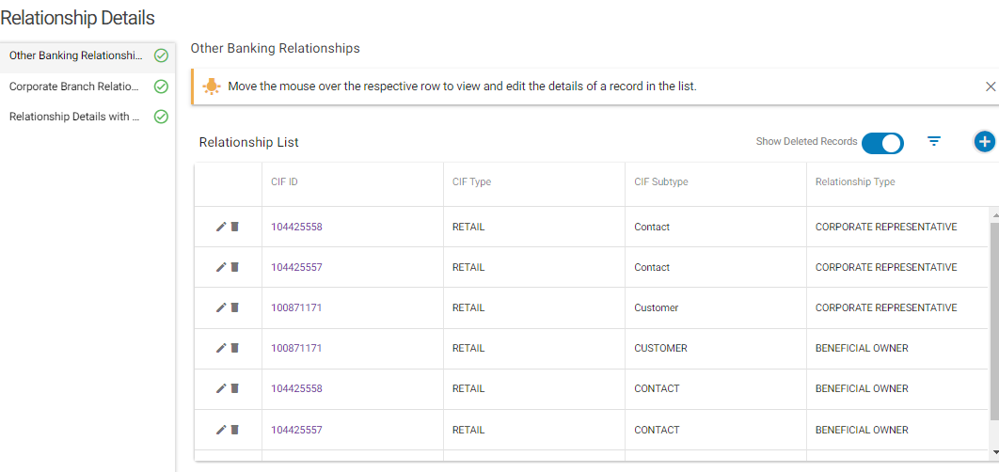 Relationship Details
Other Banking Relationshi...
Corporate Branch Relatio...
Relationship Details with ...
Other Banking Relationships
Move the mouse over the respective row to view and edit the details of a record in the list.
Relationship List
Show Deleted Records
CIF ID CIF Type CIF Subtype Relationship Type
104425558 RETAIL Contact CORPORATE REPRESENTATIVE
104425557 RETAIL Contact CORPORATE REPRESENTATIVE
100871171 RETAIL Customer CORPORATE REPRESENTATIVE
100871171 RETAIL CUSTOMER BENEFICIAL OWNER
104425558 RETAIL CONTACT BENEFICIAL OWNER
104425557 RETAIL CONTACT BENEFICIAL OWNER